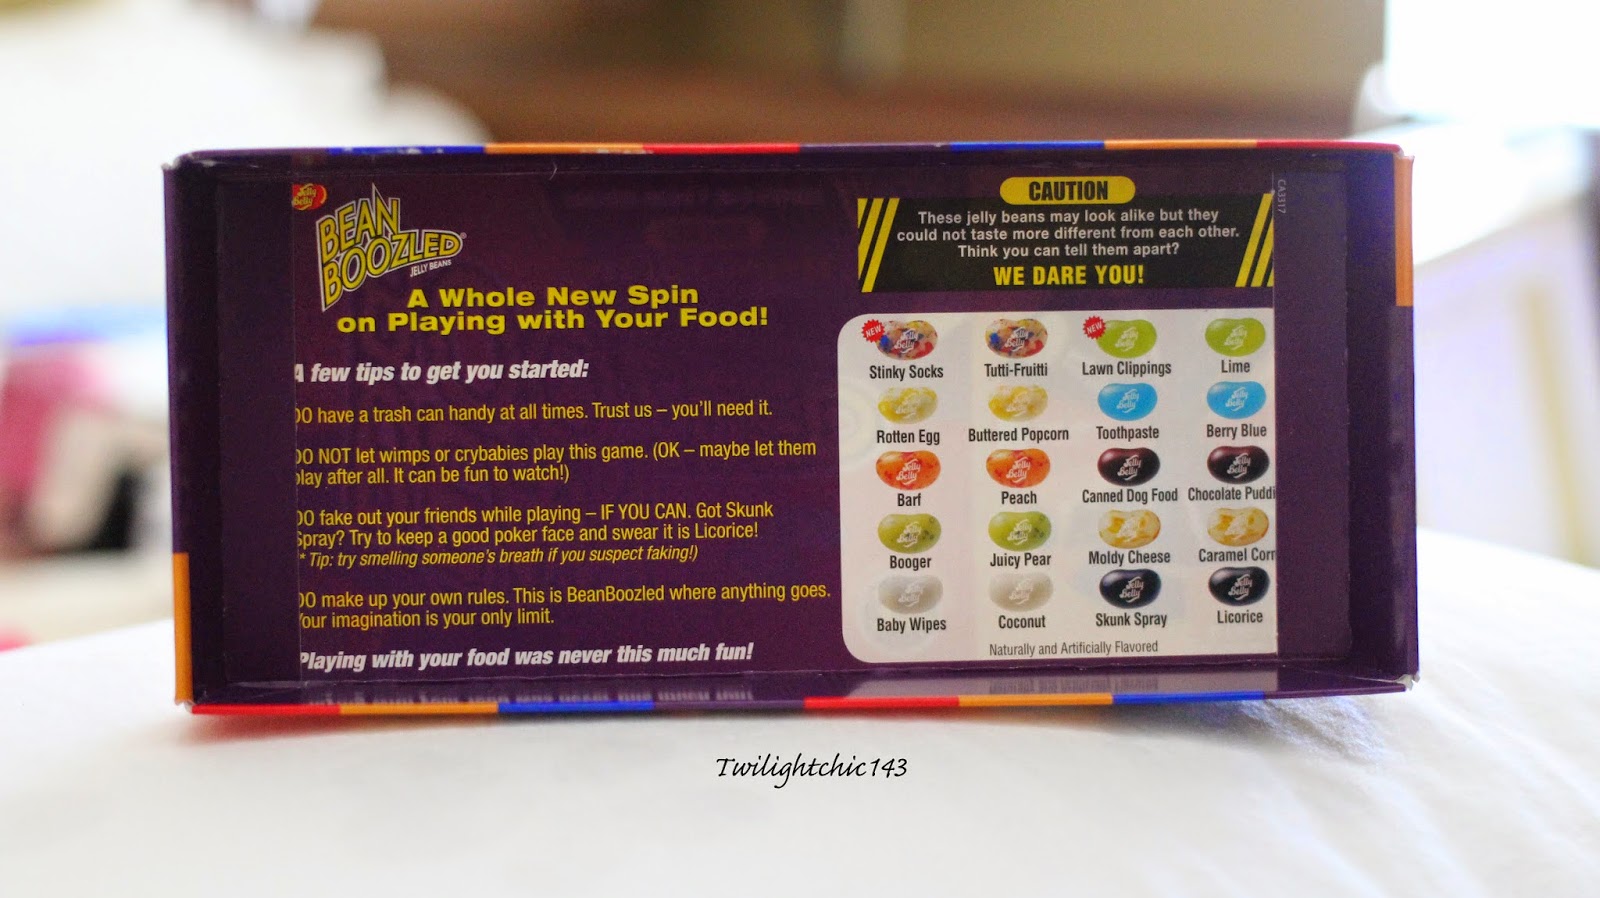 Jelly Belly
BEAN
BOOZLED®
JELLY BEANS
A Whole New Spin
on Playing with Your Food!
A few tips to get you started:
DO have a trash can handy at all times. Trust us – you'll need it.
DO NOT let wimps or crybabies play this game. (OK – maybe let them
play after all. It can be fun to watch!)
DO fake out your friends while playing – IF YOU CAN. Got Skunk
Spray? Try to keep a good poker face and swear it is Licorice!
* Tip: try smelling someone's breath if you suspect faking!)
DO make up your own rules. This is BeanBoozled where anything goes.
Your imagination is your only limit.
Playing with your food was never this much fun!
CAUTION
These jelly beans may look alike but they
could not taste more different from each other.
Think you can tell them apart?
WE DARE YOU!
CA3317
NEW NEW
Stinky Socks Tutti-Fruitti Lawn Clippings Lime
Rotten Egg Buttered Popcorn Toothpaste Berry Blue
Barf Peach Canned Dog Food Chocolate Puddi
Booger Juicy Pear Moldy Cheese Caramel Corn
Baby Wipes Coconut Skunk Spray Licorice
Naturally and Artificially Flavored
Twilightchic143